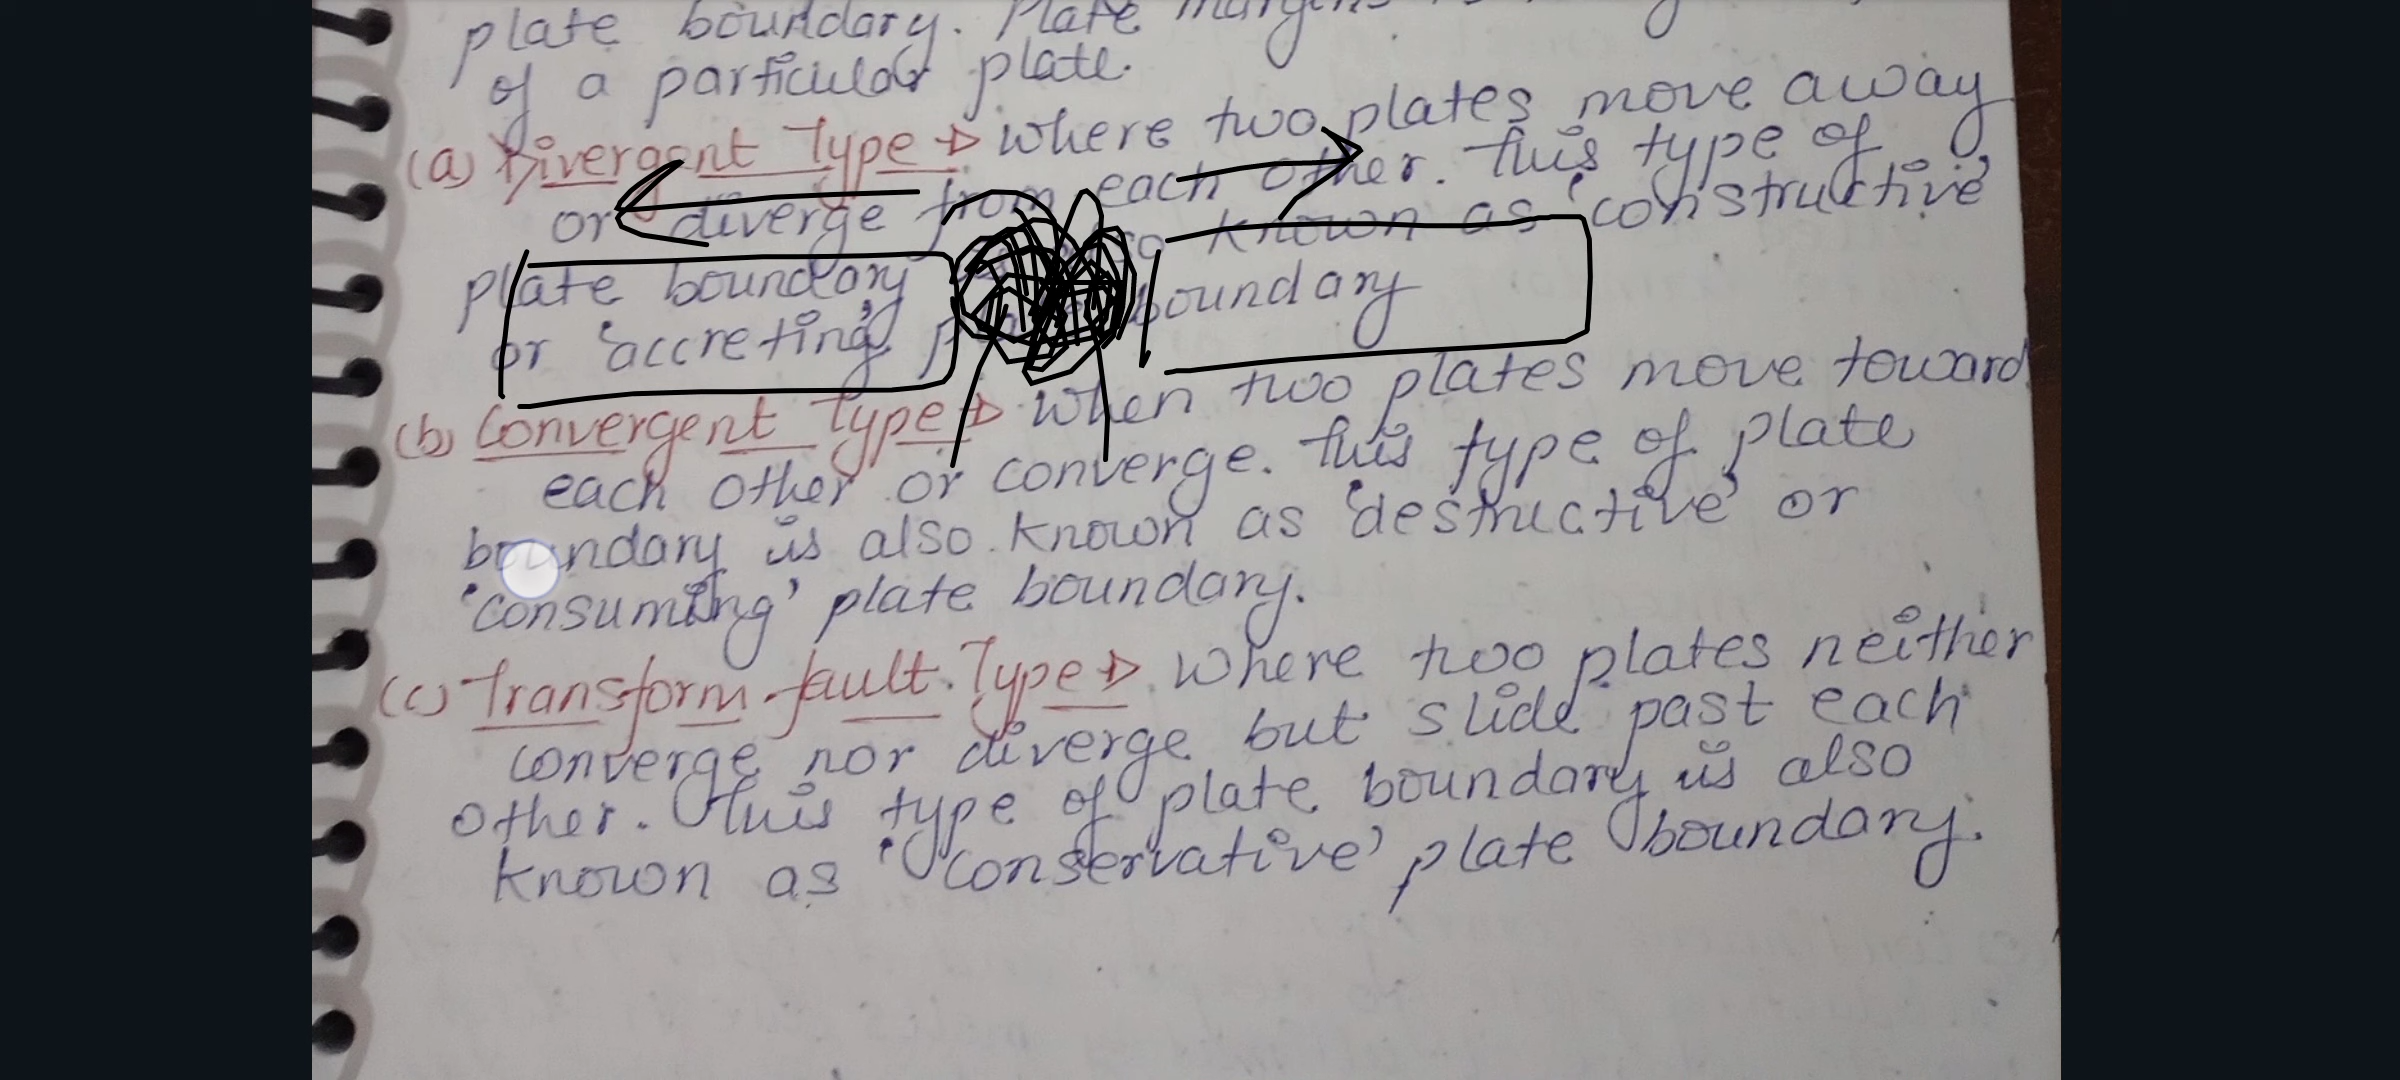 plate boundary. Plate margins
of a particular plate.
(a) Divergent Type → where two plates move away
or diverge from each other. This type of
plate boundary known as 'constructive'
or 'accreting' boundary
(b) Convergent Type → when two plates move toward
each other or converge. This type of plate
boundary is also known as 'destructive' or
'consuming' plate boundary.
(c) Transform fault Type → where two plates neither
converge nor diverge but slide past each
other. This type of plate boundary is also
known as 'conservative' plate boundary.